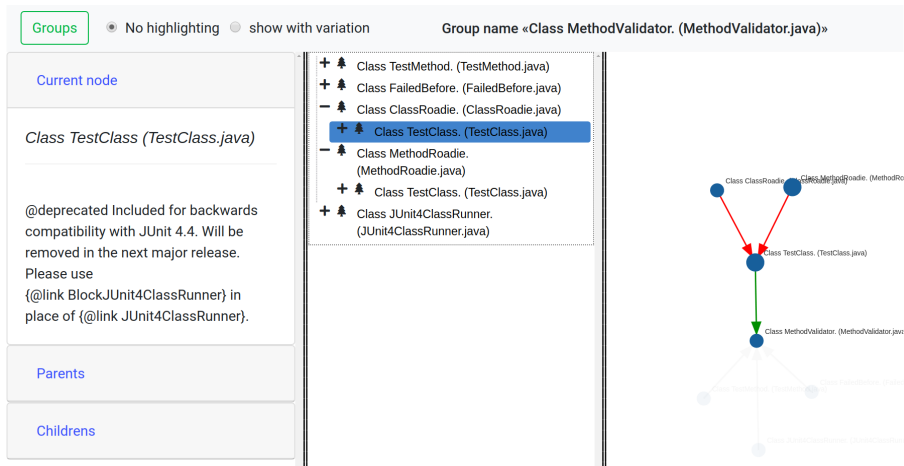 Groups
No highlighting
show with variation
Group name «Class MethodValidator. (MethodValidator.java)»
Current node
Class TestClass (TestClass.java)
@deprecated Included for backwards
compatibility with JUnit 4.4. Will be
removed in the next major release.
Please use
{@link BlockJUnit4ClassRunner} in
place of {@link JUnit4ClassRunner}.
Parents
Childrens
Class TestMethod. (TestMethod.java)
Class FailedBefore. (FailedBefore.java)
Class ClassRoadie. (ClassRoadie.java)
Class TestClass. (TestClass.java)
Class MethodRoadie.
(MethodRoadie.java)
Class TestClass. (TestClass.java)
Class JUnit4ClassRunner.
(JUnit4ClassRunner.java)
Class ClassRoadie. (ClassRoadie.java)
Class MethodRoadie. (MethodRo
Class TestClass. (TestClass.java)
Class MethodValidator. (MethodValidator.java